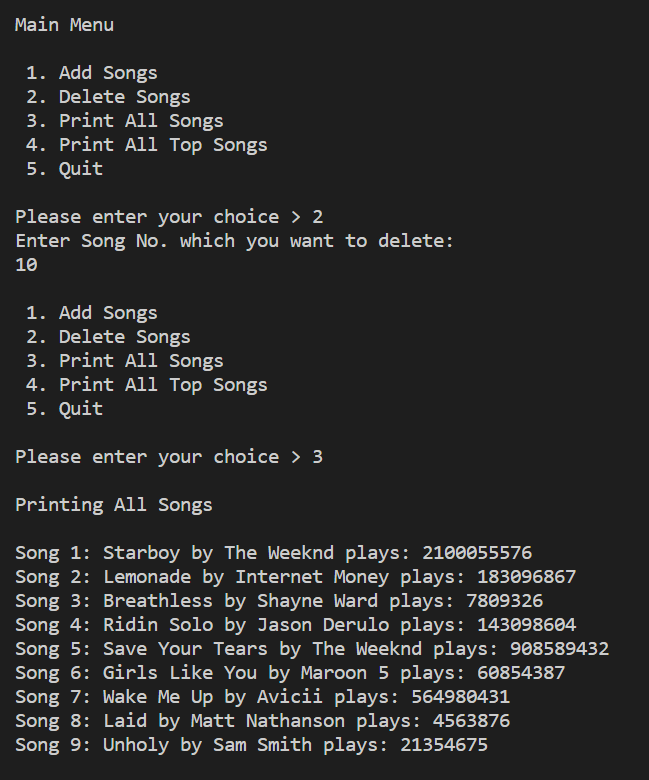 Main Menu
1. Add Songs
2. Delete Songs
3. Print All Songs
4. Print All Top Songs
5. Quit
Please enter your choice > 2
Enter Song No. which you want to delete:
10
1. Add Songs
2. Delete Songs
3. Print All Songs
4. Print All Top Songs
5. Quit
Please enter your choice > 3
Printing All Songs
Song 1: Starboy by The Weeknd plays: 2100055576
Song 2: Lemonade by Internet Money plays: 183096867
Song 3: Breathless by Shayne Ward plays: 7809326
Song 4: Ridin Solo by Jason Derulo plays: 143098604
Song 5: Save Your Tears by The Weeknd plays: 908589432
Song 6: Girls Like You by Maroon 5 plays: 60854387
Song 7: Wake Me Up by Avicii plays: 564980431
Song 8: Laid by Matt Nathanson plays: 4563876
Song 9: Unholy by Sam Smith plays: 21354675